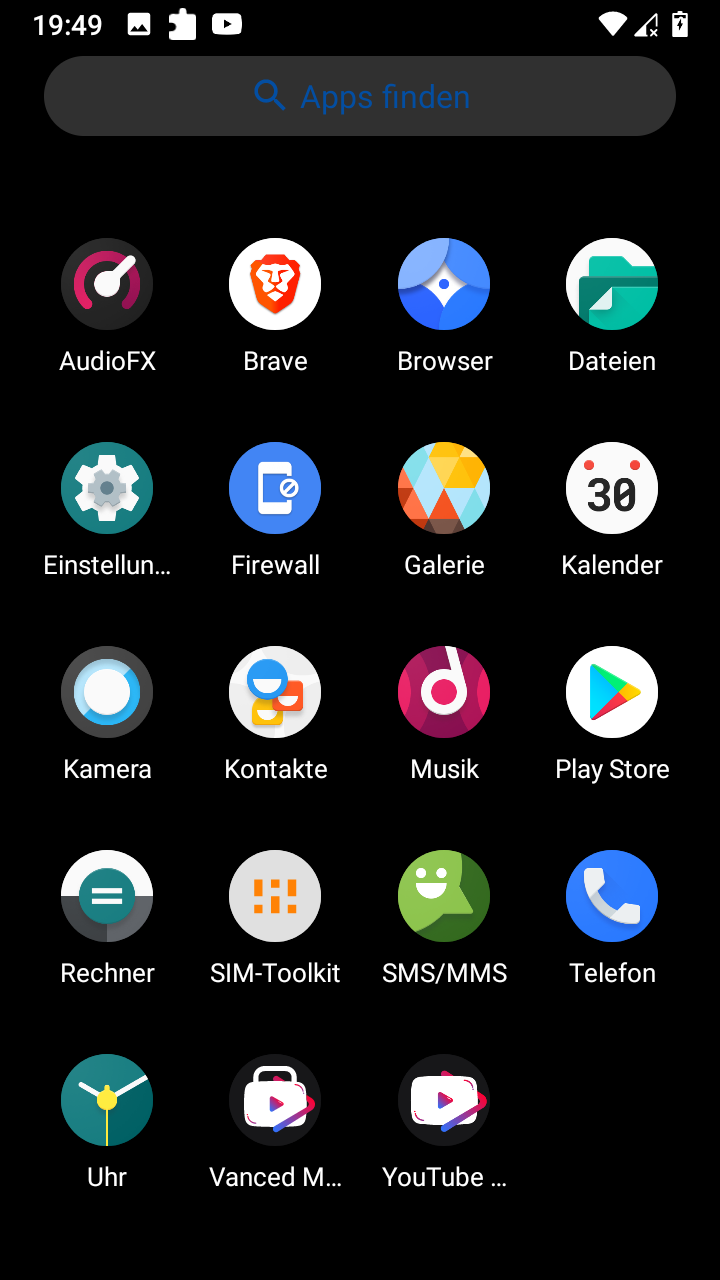 19:49
Apps finden
AudioFX Brave Browser Dateien
Einstellun... Firewall Galerie Kalender
30
Kamera Kontakte Musik Play Store
Rechner SIM-Toolkit SMS/MMS Telefon
Uhr Vanced M... YouTube ...